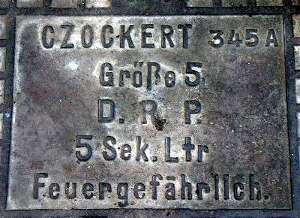 CZOCKERT 345A
Größe 5
D. R. P.
5 Sek. Ltr
Feuergefährlich.